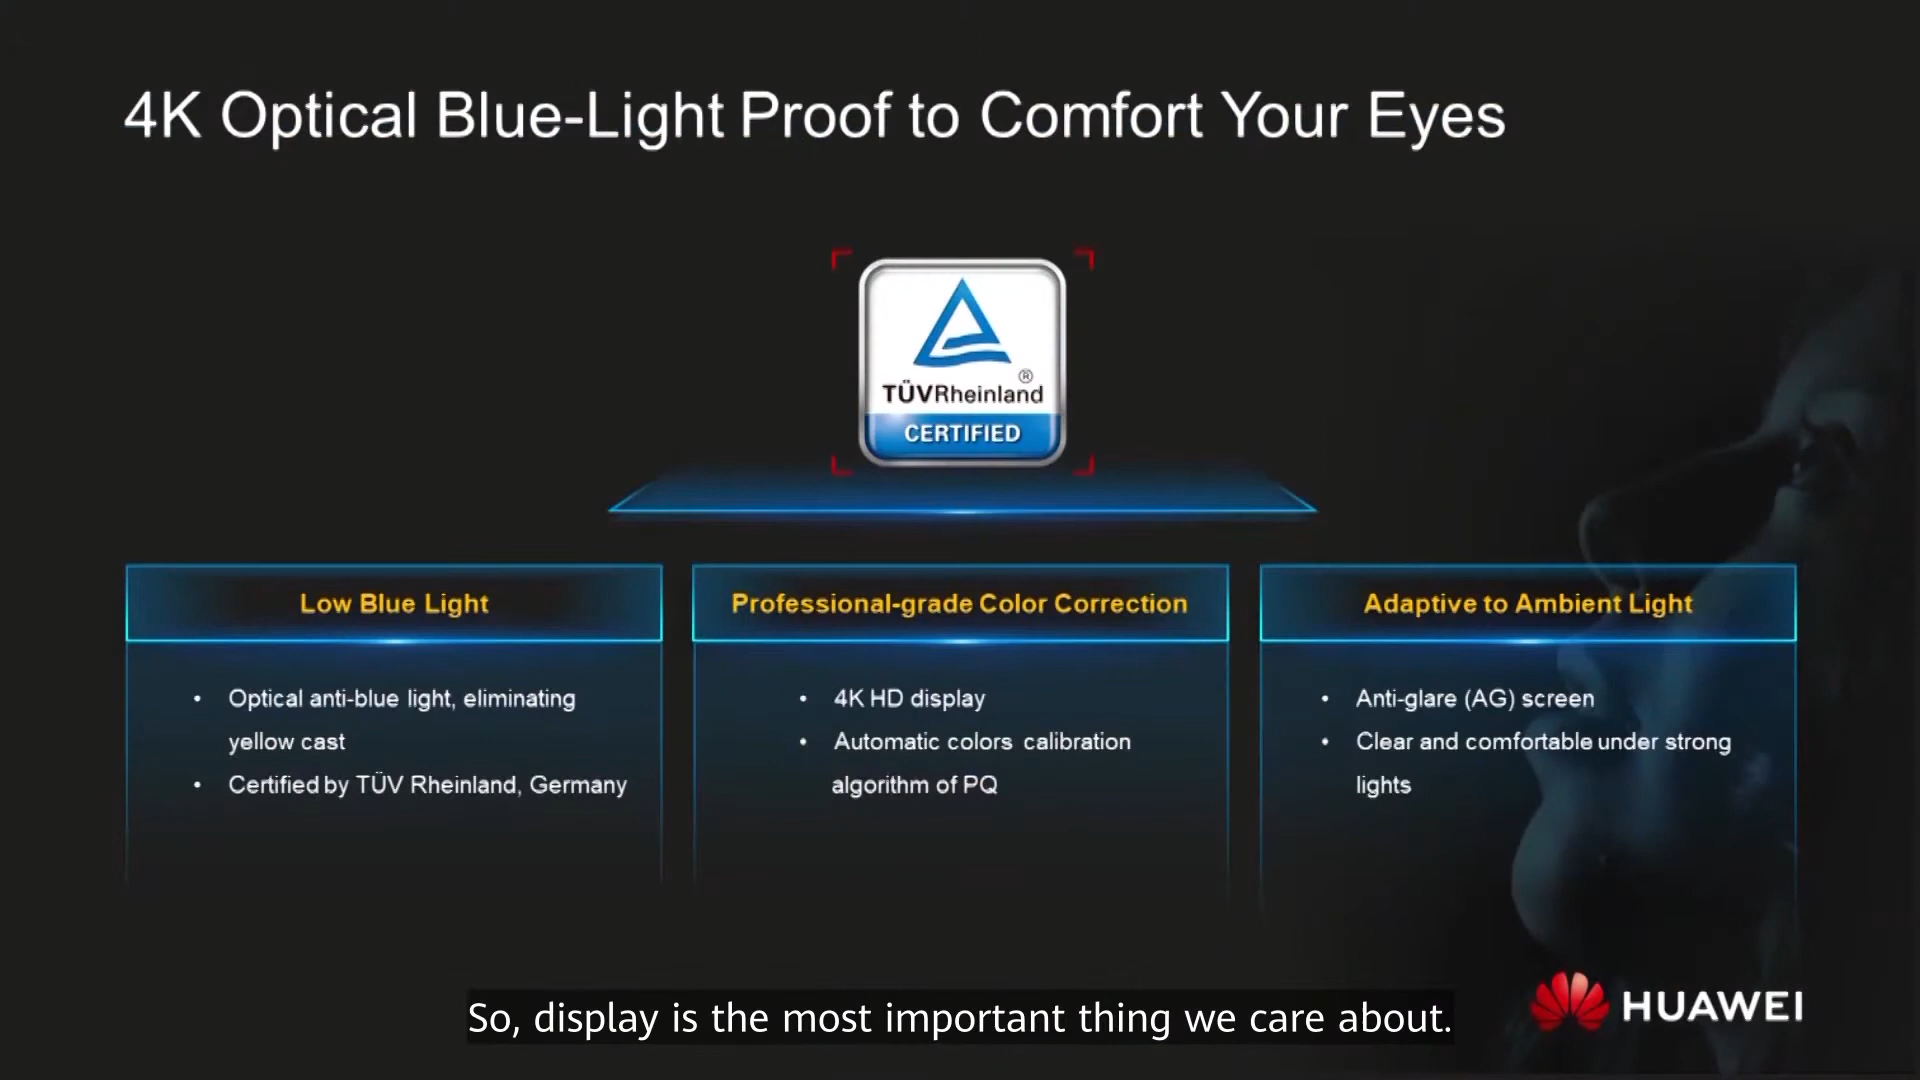 4K Optical Blue-Light Proof to Comfort Your Eyes
®
TÜVRheinland
CERTIFIED
Low Blue Light
• Optical anti-blue light, eliminating
yellow cast
• Certified by TÜV Rheinland, Germany
Professional-grade Color Correction
• 4K HD display
• Automatic colors calibration
algorithm of PQ
Adaptive to Ambient Light
• Anti-glare (AG) screen
• Clear and comfortable under strong
lights
So, display is the most important thing we care about.
HUAWEI